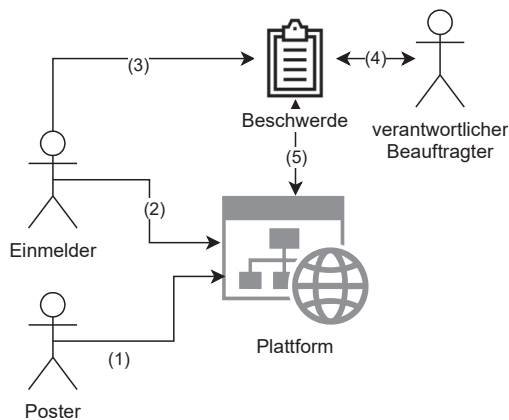 (3)
(4)
Beschwerde
verantwortlicher
Beauftragter
(5)
(2)
Einmelder
Plattform
(1)
Poster